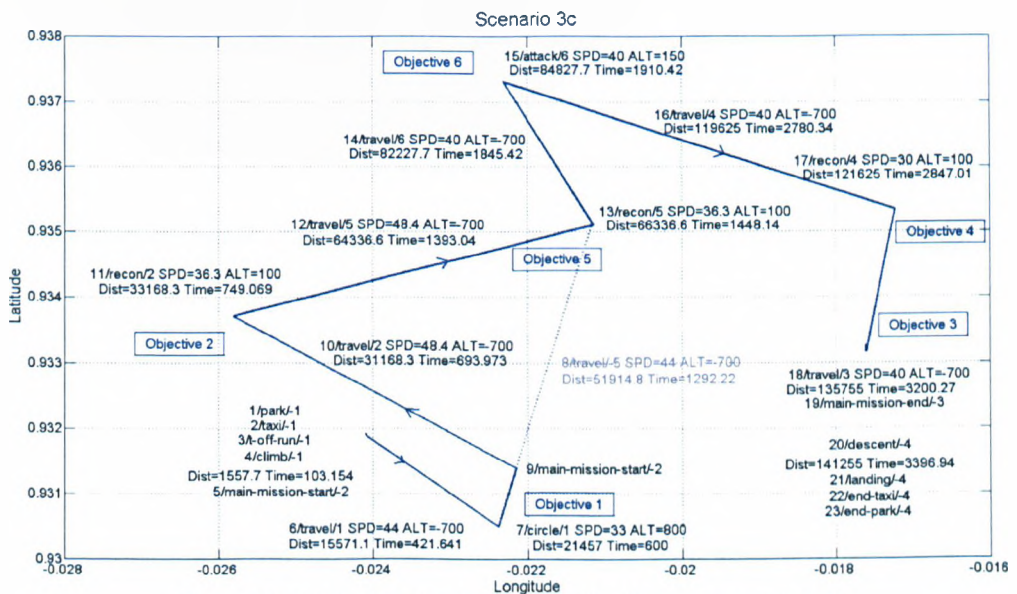 Scenario 3c
0.938
0.937
0.936
0.935
0.934
0.933
0.932
0.931
0.93
Latitude
Objective 6
15/attack/6 SPD=40 ALT=150
Dist=84827.7 Time=1910.42
16/travel/4 SPD=40 ALT=-700
Dist=119625 Time=2780.34
14/travel/6 SPD=40 ALT=-700
Dist=82227.7 Time=1845.42
17/recon/4 SPD=30 ALT=100
Dist=121625 Time=2847.01
12/travel/5 SPD=48.4 ALT=-700
Dist=64336.6 Time=1393.04
13/recon/5 SPD=36.3 ALT=100
Dist=66336.6 Time=1448.14
Objective 4
Objective 5
11/recon/2 SPD=36.3 ALT=100
Dist=33168.3 Time=749.069
Objective 2
Objective 3
10/travel/2 SPD=48.4 ALT=-700
Dist=31168.3 Time=693.973
8/travel/-5 SPD=44 ALT=-700
Dist=51914.8 Time=1292.22
18/travel/3 SPD=40 ALT=-700
Dist=135755 Time=3200.27
19/main-mission-end/-3
1/park/-1
2/taxi/-1
3/t-off-run/-1
4/climb/-1
Dist=1557.7 Time=103.154
5/main-mission-start/-2
9/main-mission-start/-2
20/descent/-4
Dist=141255 Time=3396.94
21/landing/-4
22/end-taxi/-4
23/end-park/-4
Objective 1
6/travel/1 SPD=44 ALT=-700
Dist=15571.1 Time=421.641
7/circle/1 SPD=33 ALT=800
Dist=21457 Time=600
-0.028
-0.026
-0.024
-0.022
-0.02
-0.018
-0.016
Longitude